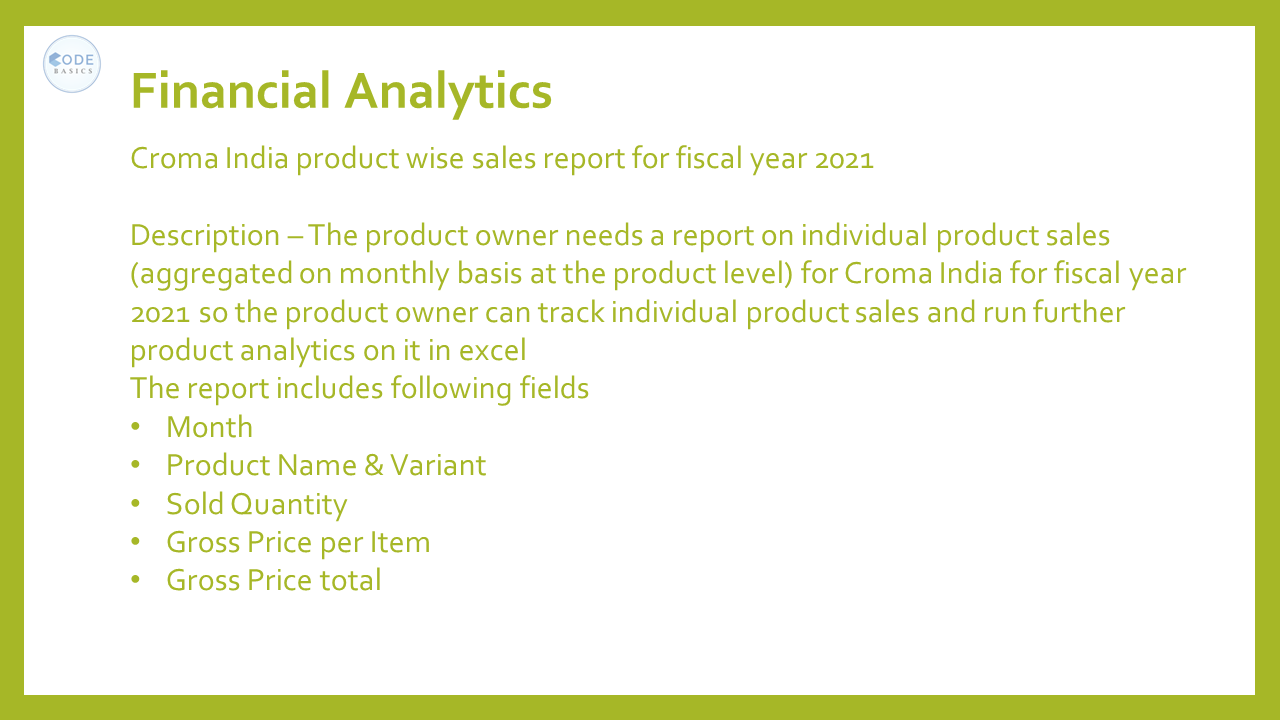 CODE
BASICS
Financial Analytics
Croma India product wise sales report for fiscal year 2021
Description – The product owner needs a report on individual product sales
(aggregated on monthly basis at the product level) for Croma India for fiscal year
2021 so the product owner can track individual product sales and run further
product analytics on it in excel
The report includes following fields
• Month
• Product Name & Variant
• Sold Quantity
• Gross Price per Item
• Gross Price total